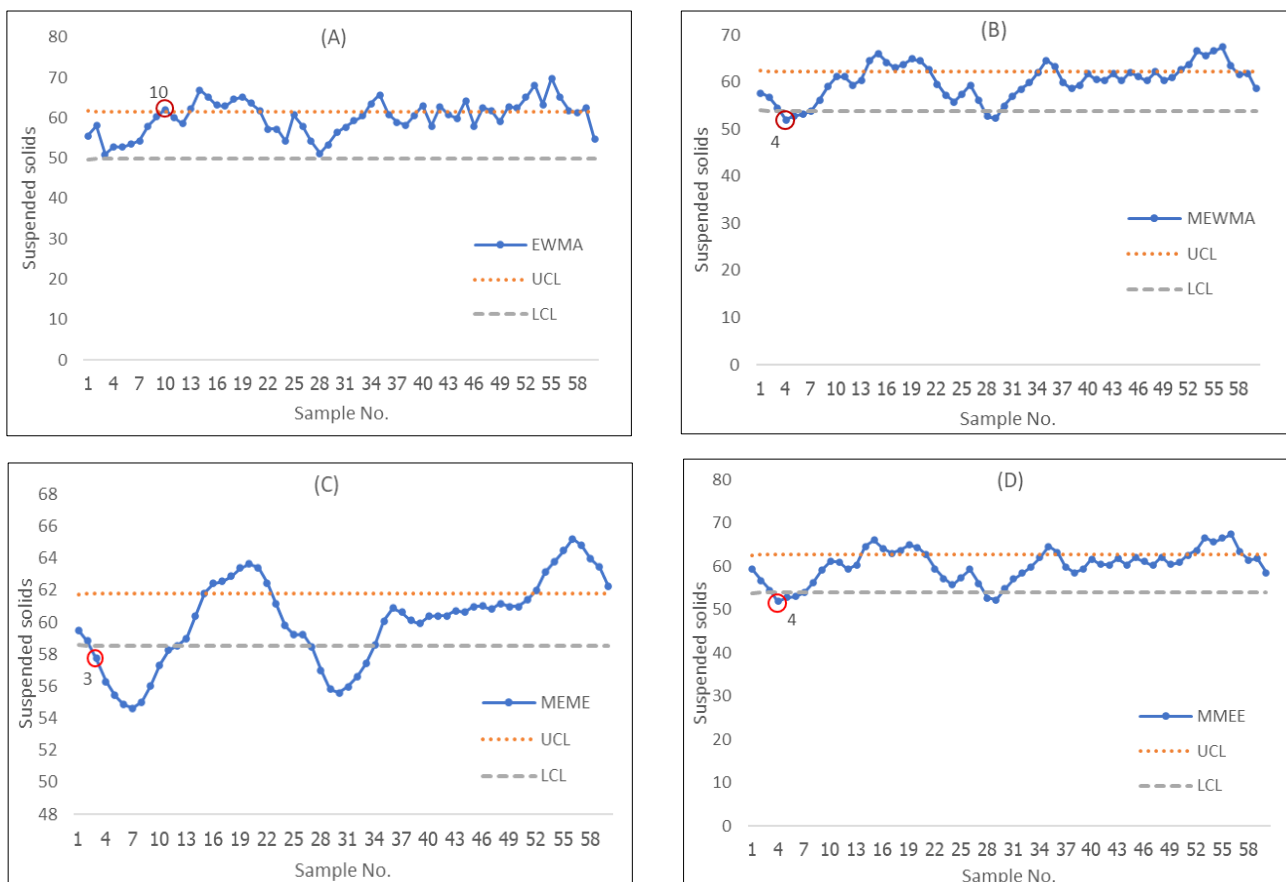 (A)
Suspended solids
80
70
60
50
40
30
20
10
0
10
EWMA
UCL
LCL
1 4 7 10 13 16 19 22 25 28 31 34 37 40 43 46 49 52 55 58
Sample No.
(B)
Suspended solids
70
60
50
40
30
20
10
0
4
MEWMA
UCL
LCL
1 4 7 10 13 16 19 22 25 28 31 34 37 40 43 46 49 52 55 58
Sample No.
(C)
Suspended solids
68
66
64
62
60
58
56
54
52
50
48
3
MEME
UCL
LCL
1 4 7 10 13 16 19 22 25 28 31 34 37 40 43 46 49 52 55 58
Sample No.
(D)
Suspended solids
80
70
60
50
40
30
20
10
0
4
MMEE
UCL
LCL
1 4 7 10 13 16 19 22 25 28 31 34 37 40 43 46 49 52 55 58
Sample No.